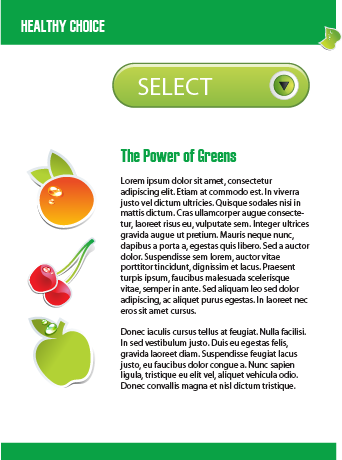 HEALTHY CHOICE
SELECT
The Power of Greens
Lorem ipsum dolor sit amet, consectetur
adipiscing elit. Etiam at commodo est. In viverra
justo vel dictum ultricies. Quisque sodales nisi in
mattis dictum. Cras ullamcorper augue consecte-
tur, laoreet risus eu, vulputate sem. Integer ultrices
gravida augue ut pretium. Mauris neque nunc,
dapibus a porta a, egestas quis libero. Sed a auctor
dolor. Suspendisse sem lorem, auctor vitae
porttitor tincidunt, dignissim et lacus. Praesent
turpis ipsum, faucibus malesuada scelerisque
vitae, semper in ante. Sed aliquam leo sed dolor
adipiscing, ac aliquet purus egestas. In laoreet nec
eros sit amet cursus.
Donec iaculis cursus tellus at feugiat. Nulla facilisi.
In sed vestibulum justo. Duis eu egestas felis,
gravida laoreet diam. Suspendisse feugiat lacus
justo, eu faucibus dolor congue a. Nunc sapien
ligula, tristique eu elit vel, aliquet vehicula odio.
Donec convallis magna et nisl dictum tristique.